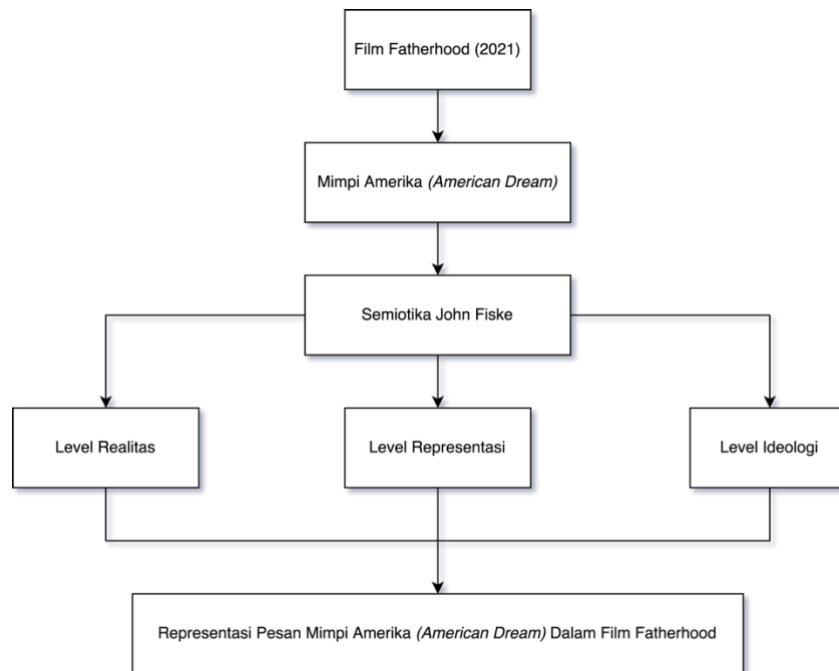 Film Fatherhood (2021)
Mimpi Amerika (American Dream)
Semiotika John Fiske
Level Realitas
Level Representasi
Level Ideologi
Representasi Pesan Mimpi Amerika (American Dream) Dalam Film Fatherhood